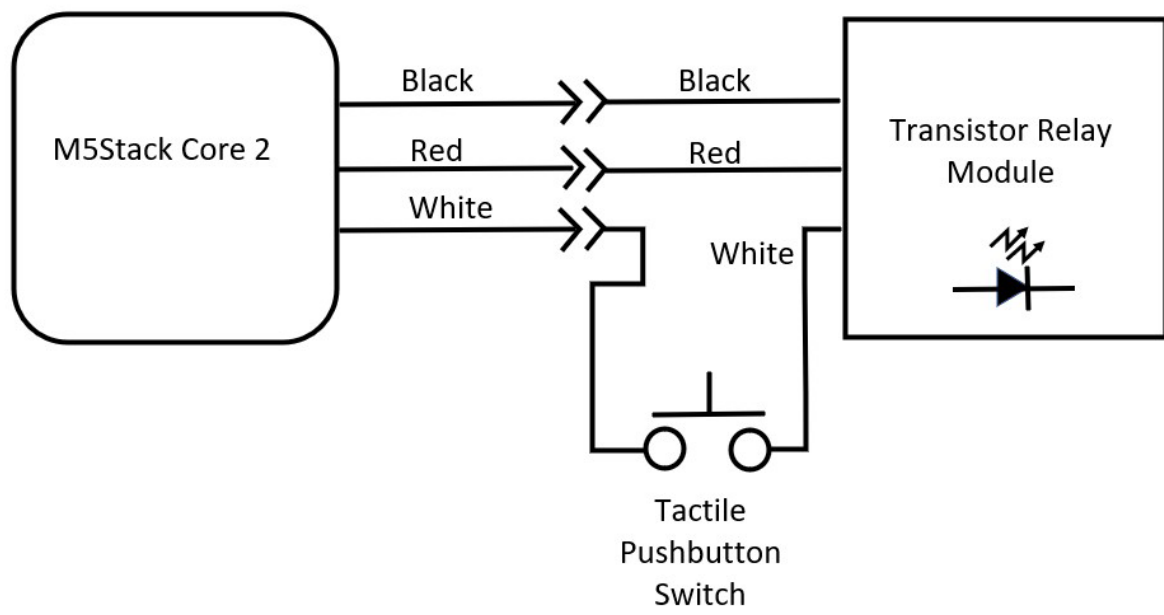 Black
Black
M5Stack Core 2
Red
Red
White
White
Transistor Relay
Module
Tactile
Pushbutton
Switch